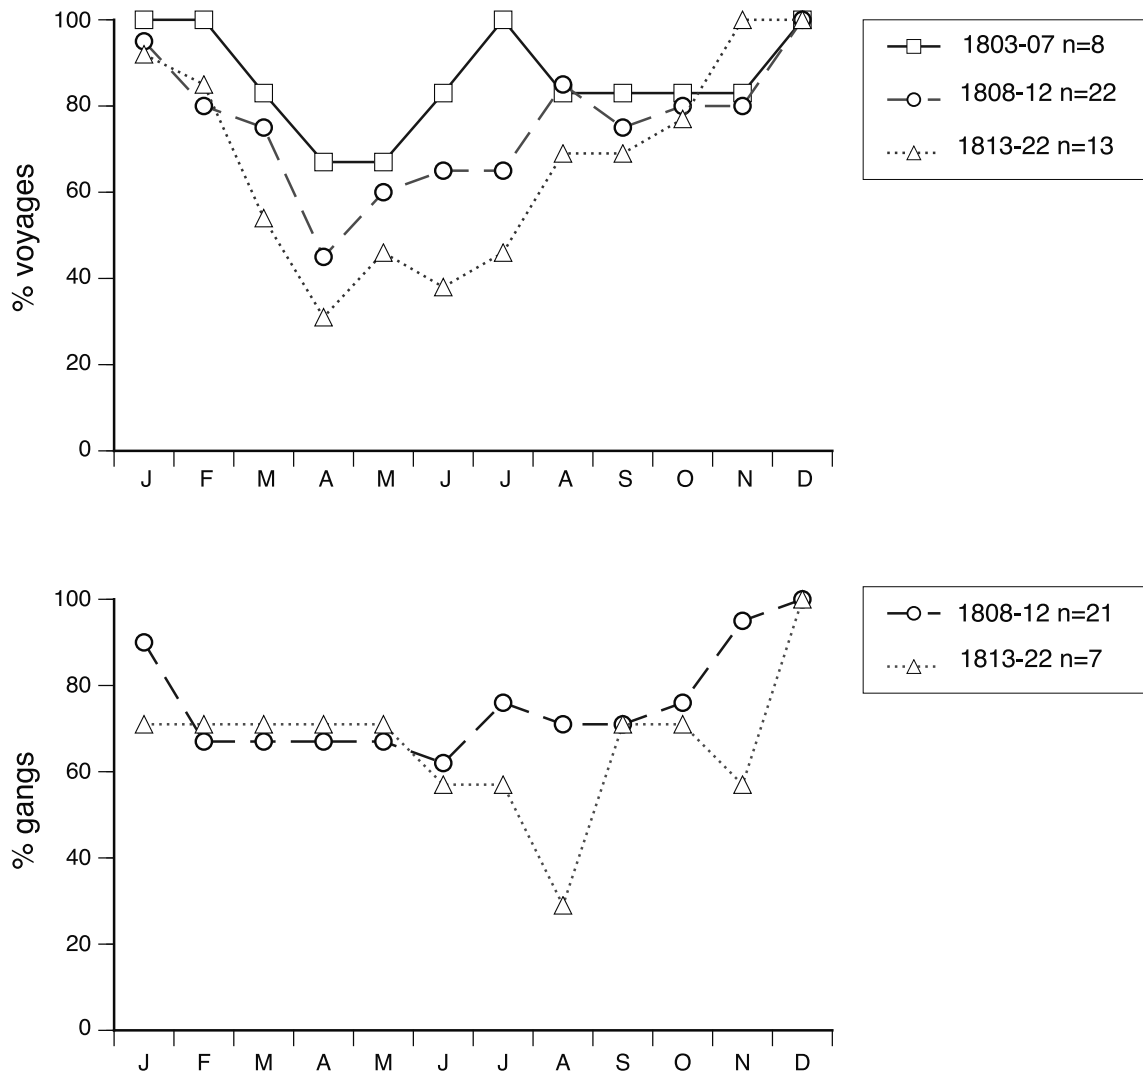 100
80
60
40
20
0
% voyages
J F M A M J J A S O N D
1803-07 n=8
1808-12 n=22
1813-22 n=13
100
80
60
40
20
0
% gangs
J F M A M J J A S O N D
1808-12 n=21
1813-22 n=7